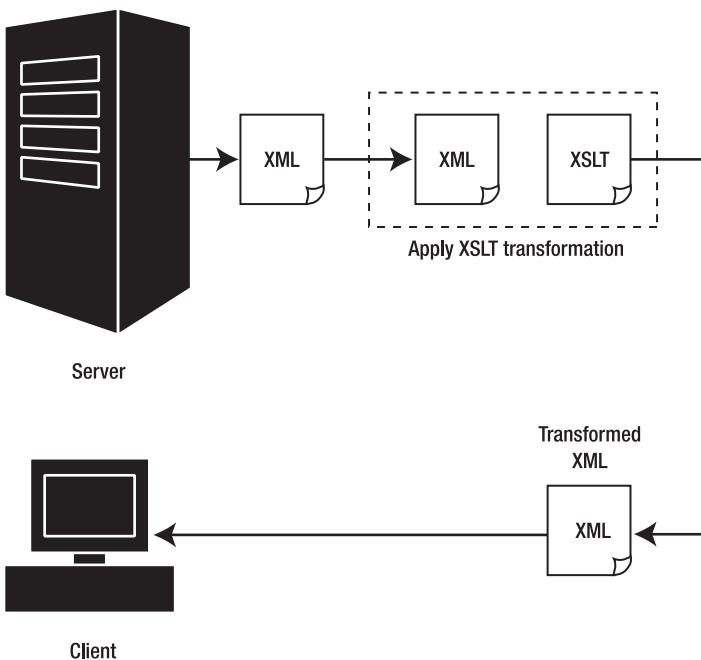 XML
XML
XSLT
Apply XSLT transformation
Server
Transformed
XML
XML
Client